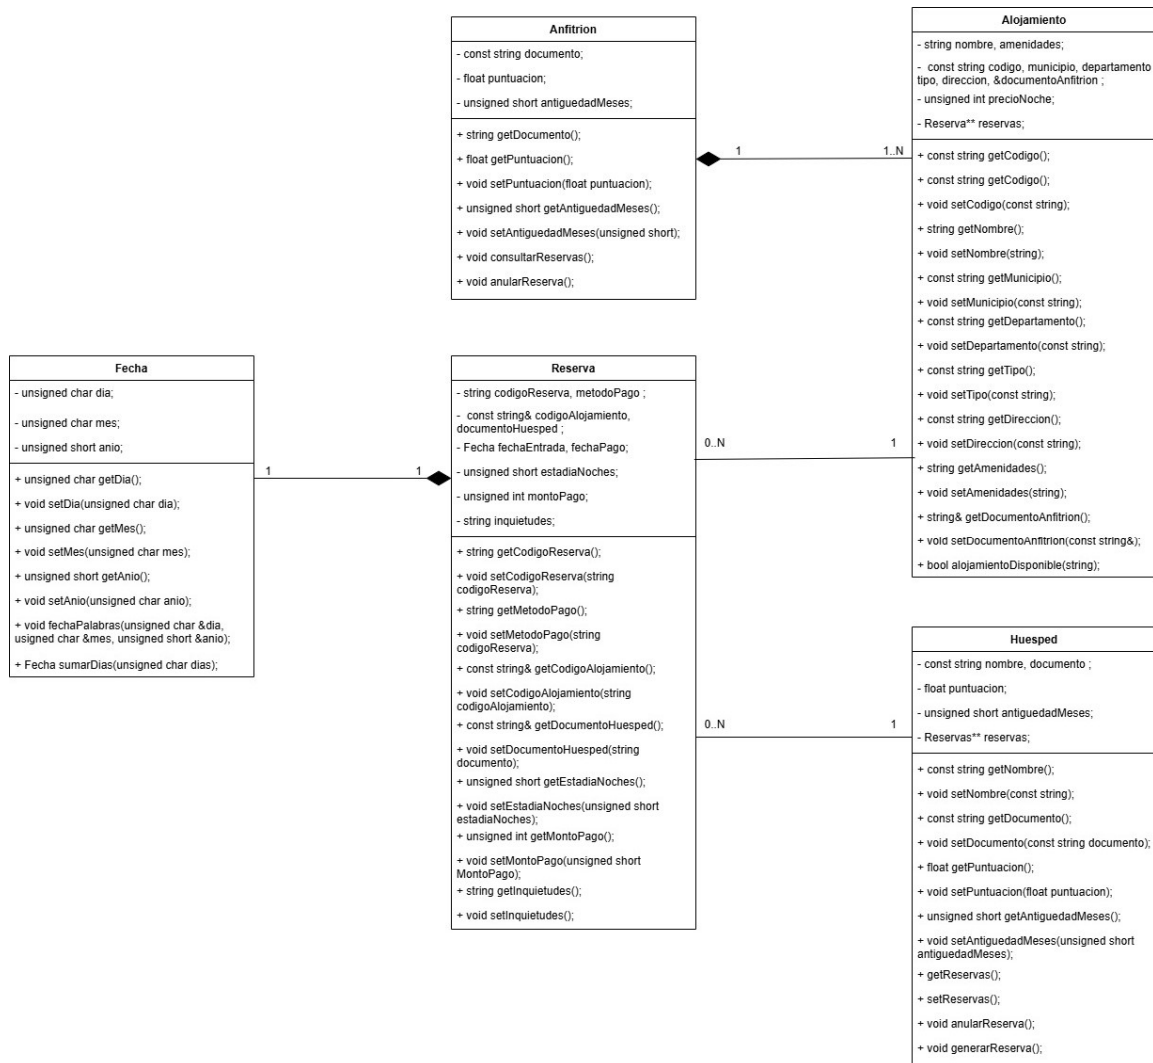 Anfitrion
- const string documento;
- float puntuacion;
- unsigned short antiguedadMeses;
+ string getDocumento();
+ float getPuntuacion();
+ void setPuntuacion(float puntuacion);
+ unsigned short getAntiguedadMeses();
+ void setAntiguedadMeses(unsigned short);
+ void consultarReservas();
+ void anularReserva();
1
1..N
Alojamiento
- string nombre, amenidades;
- const string codigo, municipio, departamento
tipo, direccion, &documentoAnfitrion ;
- unsigned int precioNoche;
- Reserva** reservas;
+ const string getCodigo();
+ const string getCodigo();
+ void setCodigo(const string);
+ string getNombre();
+ void setNombre(string);
+ const string getMunicipio();
+ void setMunicipio(const string);
+ const string getDepartamento();
+ void setDepartamento(const string);
+ const string getTipo();
+ void setTipo(const string);
+ const string getDireccion();
+ void setDireccion(const string);
+ string getAmenidades();
+ void setAmenidades(string);
+ string& getDocumentoAnfitrion();
+ void setDocumentoAnfitrion(const string&);
+ bool alojamientoDisponible(string);
Fecha
- unsigned char dia;
- unsigned char mes;
- unsigned short anio;
+ unsigned char getDia();
+ void setDia(unsigned char dia);
+ unsigned char getMes();
+ void setMes(unsigned char mes);
+ unsigned short getAnio();
+ void setAnio(unsigned char anio);
+ void fechaPalabras(unsigned char &dia,
usigned char &mes, unsigned short &anio);
+ Fecha sumarDias(unsigned char dias);
1
1
Reserva
- string codigoReserva, metodoPago ;
- const string& codigoAlojamiento,
documentoHuesped ;
- Fecha fechaEntrada, fechaPago;
- unsigned short estadiaNoches;
- unsigned int montoPago;
- string inquietudes;
+ string getCodigoReserva();
+ void setCodigoReserva(string
codigoReserva);
+ string getMetodoPago();
+ void setMetodoPago(string
codigoReserva);
+ const string& getCodigoAlojamiento();
+ void setCodigoAlojamiento(string
codigoAlojamiento);
+ const string& getDocumentoHuesped();
+ void setDocumentoHuesped(string
documento);
+ unsigned short getEstadiaNoches();
+ void setEstadiaNoches(unsigned short
estadiaNoches);
+ unsigned int getMontoPago();
+ void setMontoPago(unsigned short
MontoPago);
+ string getInquietudes();
+ void setInquietudes();
0..N
1
0..N
1
Huesped
- const string nombre, documento ;
- float puntuacion;
- unsigned short antiguedadMeses;
- Reservas** reservas;
+ const string getNombre();
+ void setNombre(const string);
+ const string getDocumento();
+ void setDocumento(const string documento);
+ float getPuntuacion();
+ void setPuntuacion(float puntuacion);
+ unsigned short getAntiguedadMeses();
+ void setAntiguedadMeses(unsigned short
antiguedadMeses);
+ getReservas();
+ setReservas();
+ void anularReserva();
+ void generarReserva();